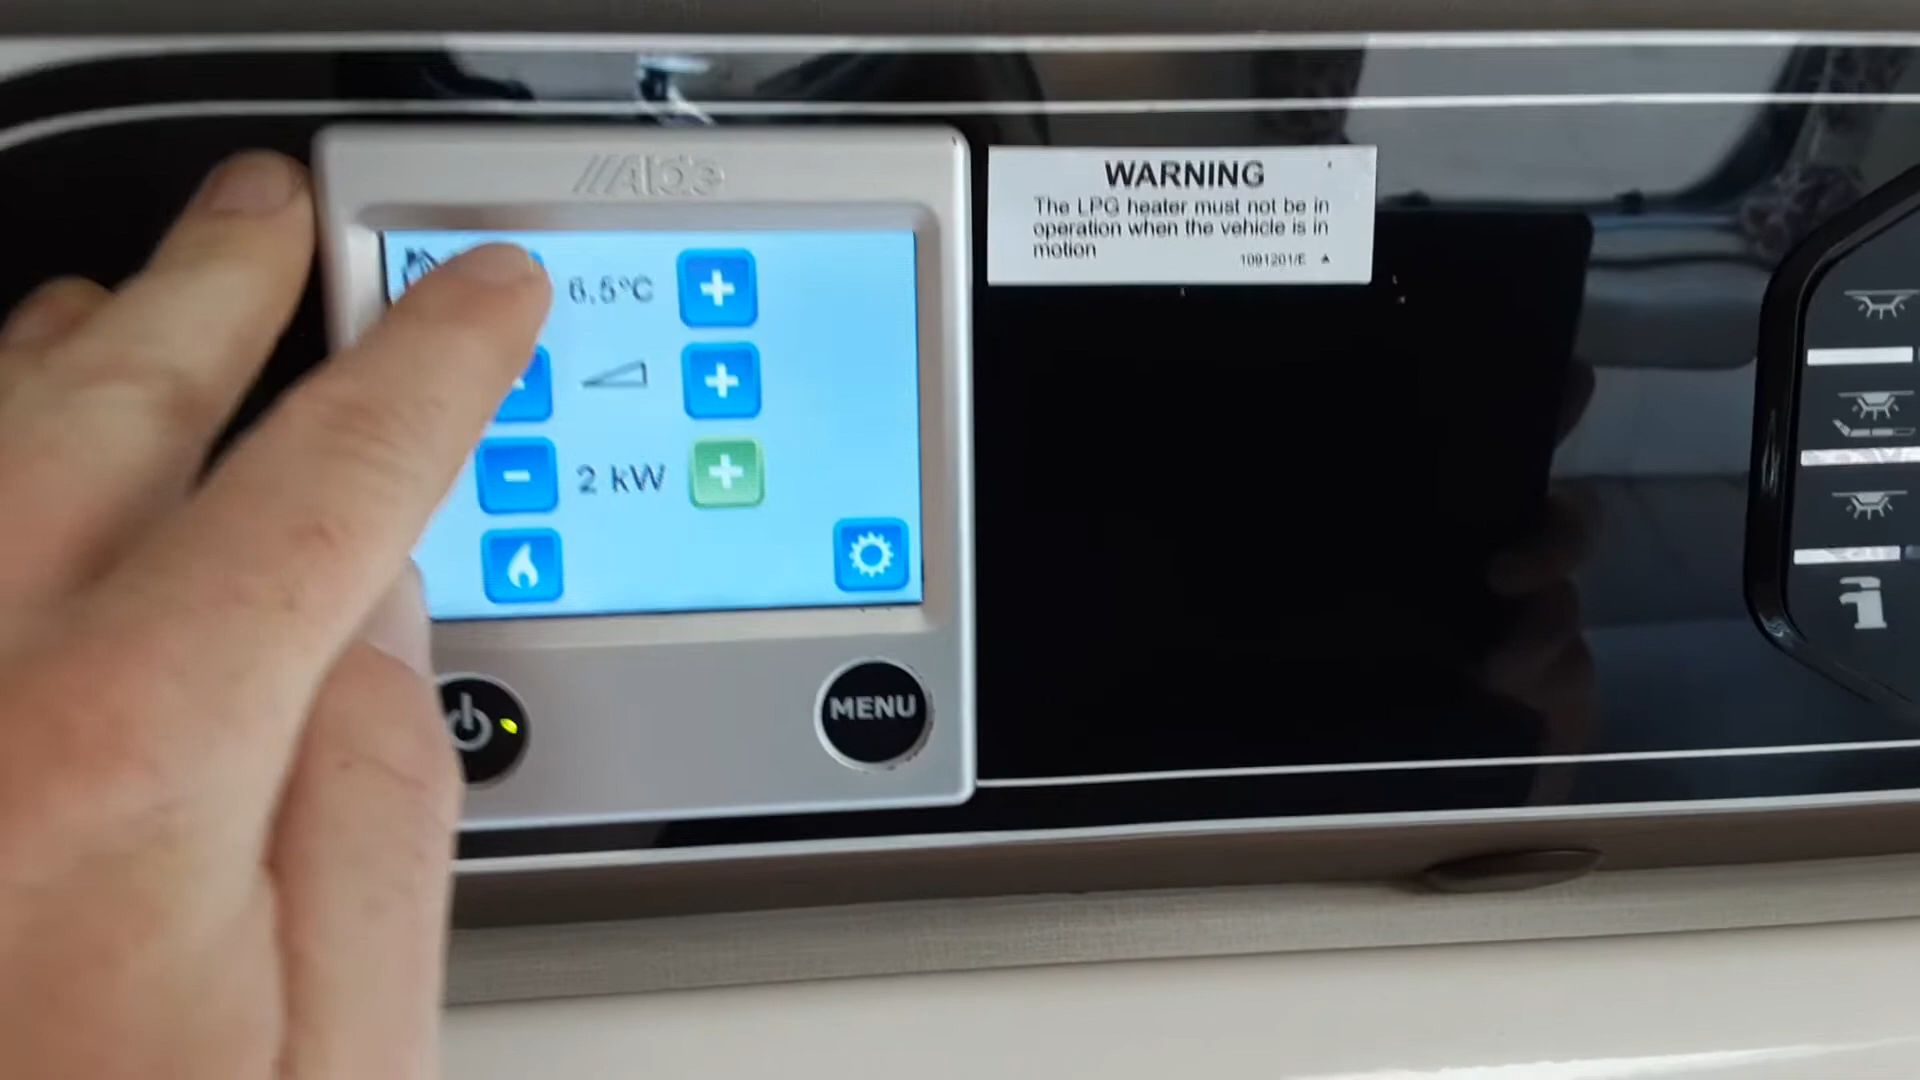 //Alde
6.5°C
2 kW
MENU
WARNING
The LPG heater must not be in
operation when the vehicle is in
motion
1091201/E